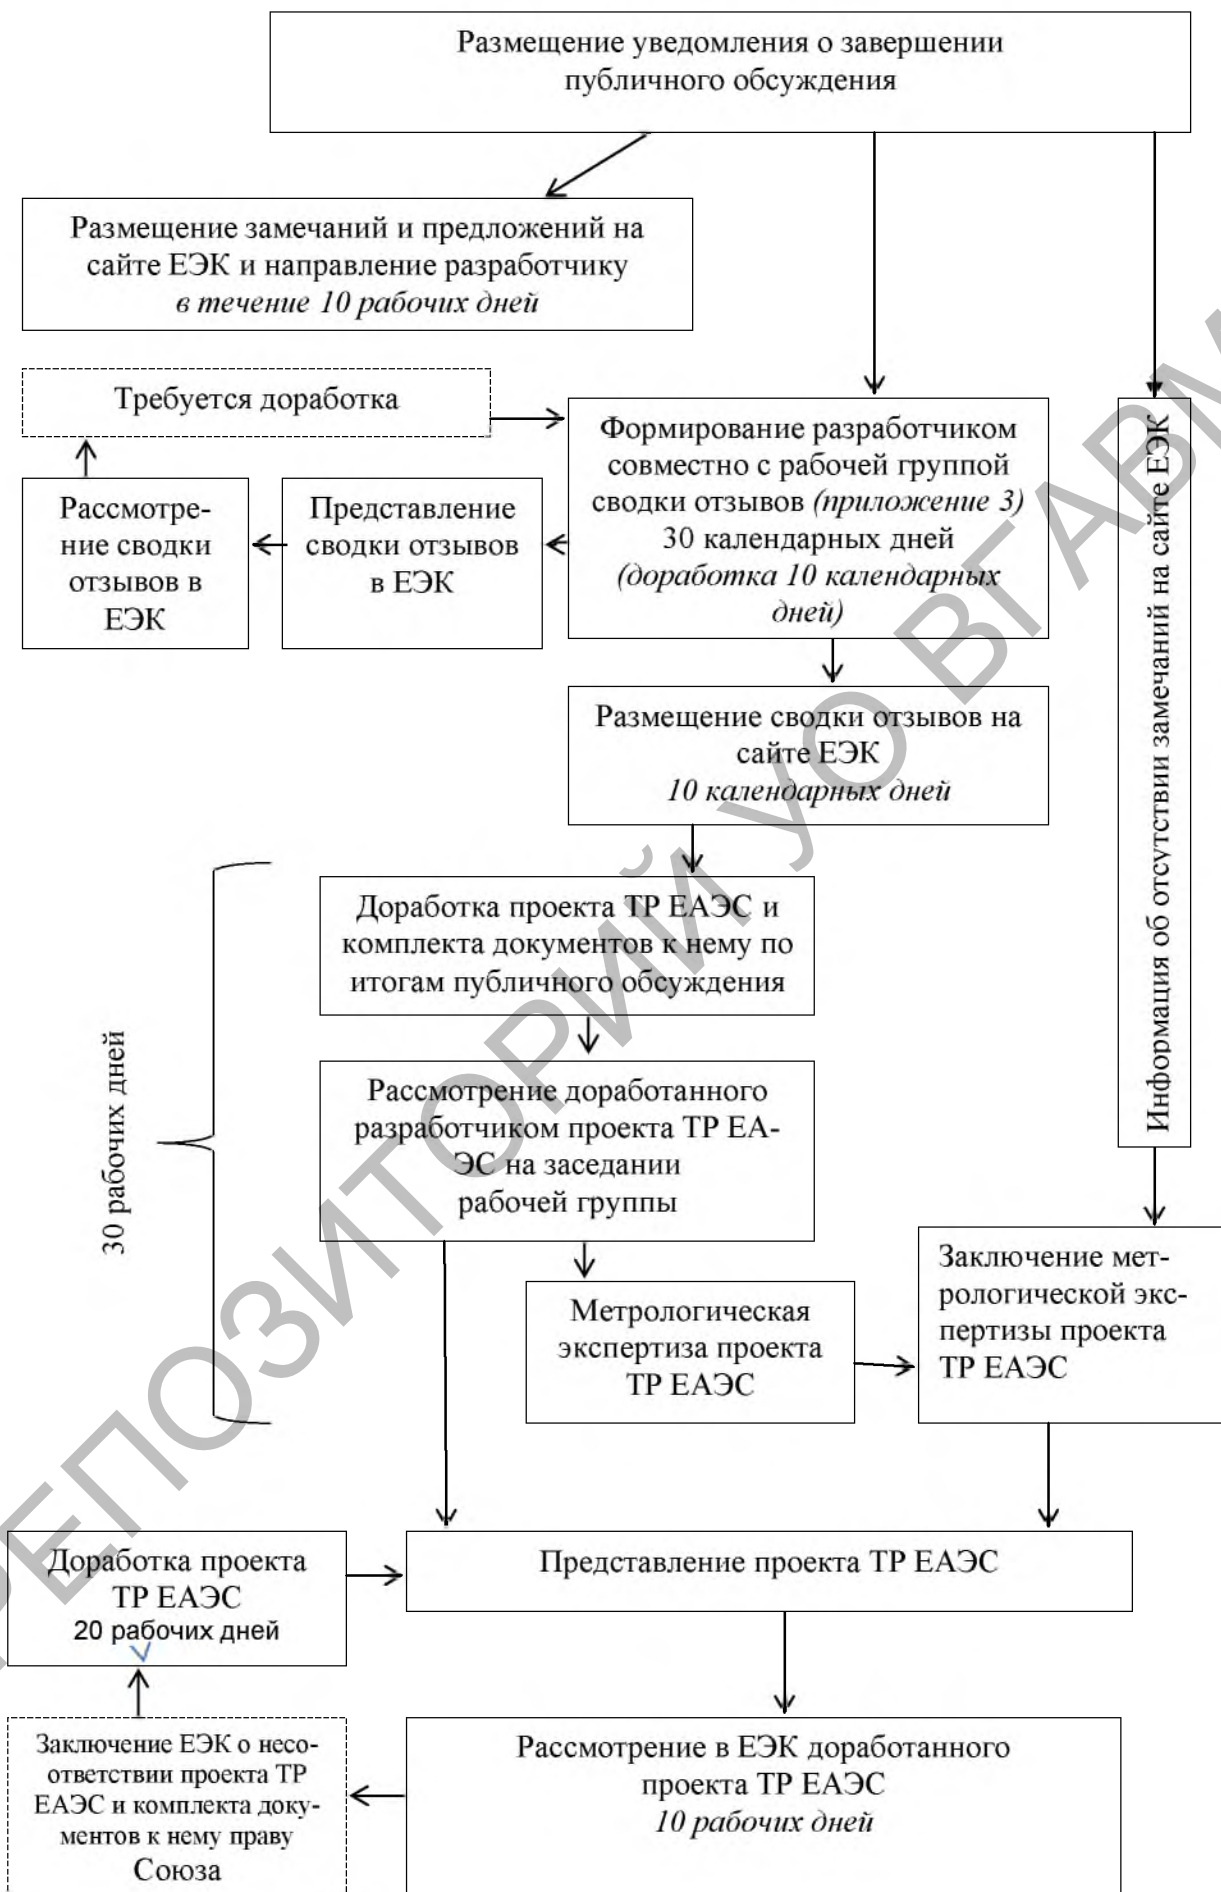 Размещение уведомления о завершении
публичного обсуждения
Размещение замечаний и предложений на
сайте ЕЭК и направление разработчику
в течение 10 рабочих дней
Требуется доработка
Формирование разработчиком
совместно с рабочей группой
сводки отзывов (приложение 3)
30 календарных дней
(доработка 10 календарных
дней)
Рассмотре-
ние сводки
отзывов в
ЕЭК
Представление
сводки отзывов
в ЕЭК
Информация об отсутствии замечаний на сайте ЕЭК
Размещение сводки отзывов на
сайте ЕЭК
10 календарных дней
30 рабочих дней
Доработка проекта ТР ЕАЭС и
комплекта документов к нему по
итогам публичного обсуждения
Рассмотрение доработанного
разработчиком проекта ТР ЕА-
ЭС на заседании
рабочей группы
Метрологическая
экспертиза проекта
ТР ЕАЭС
Заключение мет-
рологической экс-
пертизы проекта
ТР ЕАЭС
Доработка проекта
ТР ЕАЭС
20 рабочих дней
Представление проекта ТР ЕАЭС
Заключение ЕЭК о несо-
ответствии проекта ТР
ЕАЭС и комплекта доку-
ментов к нему праву
Союза
Рассмотрение в ЕЭК доработанного
проекта ТР ЕАЭС
10 рабочих дней
РЕПОЗИТОРИЙ УО ВГАВМ